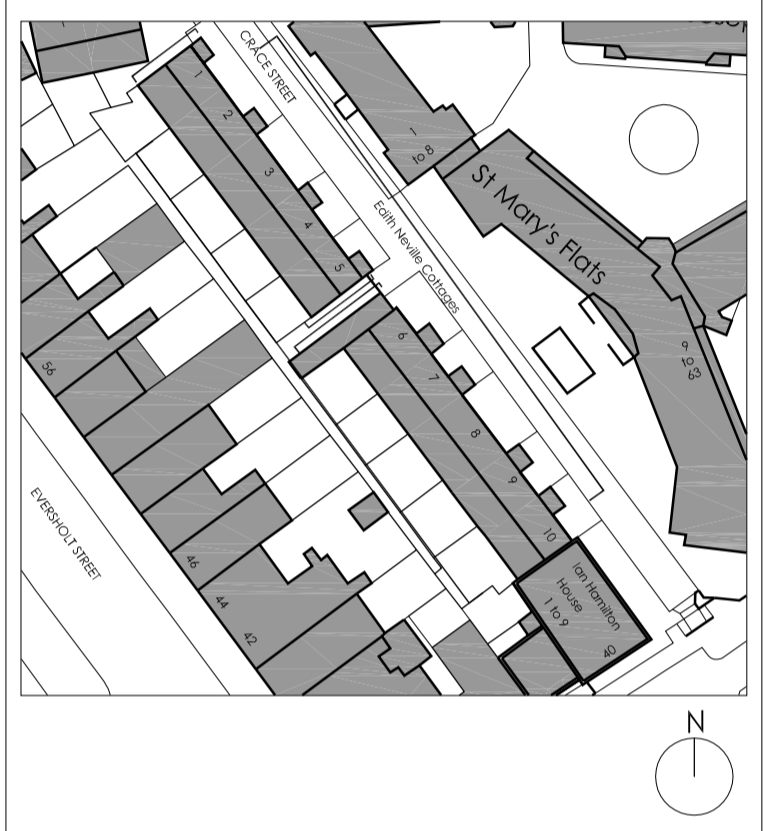 CRACE STREET
1
2
3
4
5
1
to 8
St Mary's Flats
Edith Neville Cottages
6
7
8
9
10
9
to
63
56
46
44
42
EVERSHOLT STREET
Ian Hamilton
House
1 to 9
40
N